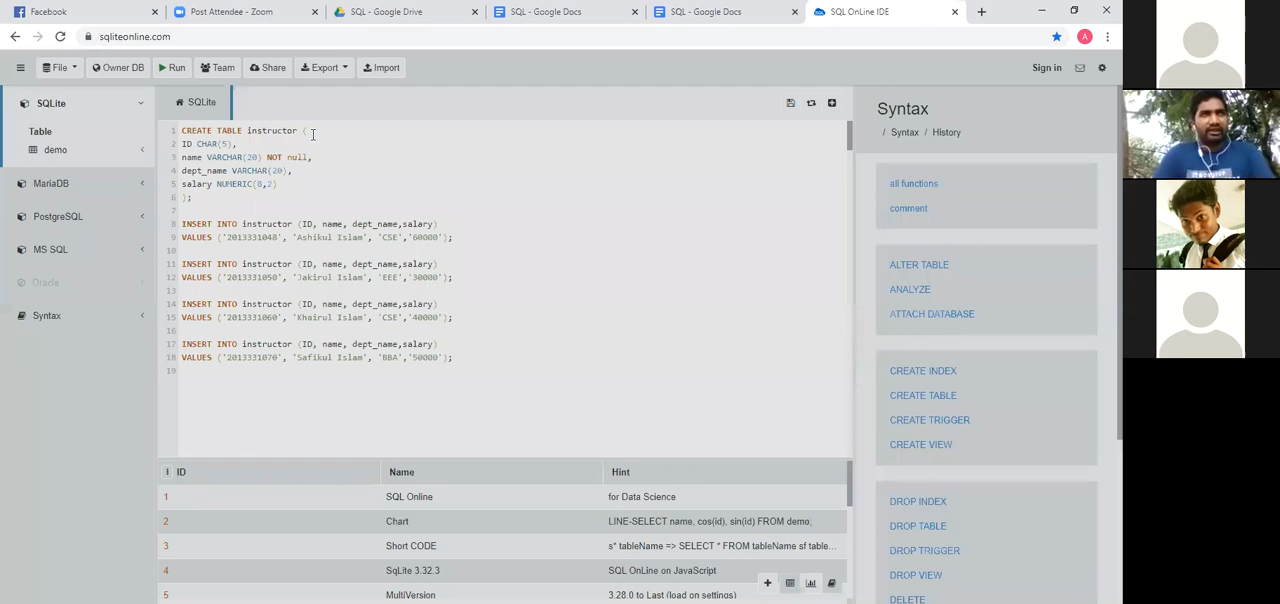 Facebook
Post Attendee - Zoom
SQL - Google Drive
SQL - Google Docs
SQL - Google Docs
SQL OnLine IDE
sqliteonline.com
A
File
Owner DB
Run
Team
Share
Export
Import
Sign in
SQLite
Table
demo
MariaDB
PostgreSQL
MS SQL
Oracle
Syntax
SQLite
1 CREATE TABLE instructor (
2 ID CHAR(5),
3 name VARCHAR(20) NOT null,
4 dept_name VARCHAR(20),
5 salary NUMERIC(8,2)
6 );
7
8 INSERT INTO instructor (ID, name, dept_name,salary)
9 VALUES ('2013331048', 'Ashikul Islam', 'CSE','60000');
10
11 INSERT INTO instructor (ID, name, dept_name,salary)
12 VALUES ('2013331050', 'Jakirul Islam', 'EEE','30000');
13
14 INSERT INTO instructor (ID, name, dept_name,salary)
15 VALUES ('2013331060', 'Khairul Islam', 'CSE','40000');
16
17 INSERT INTO instructor (ID, name, dept_name,salary)
18 VALUES ('2013331070', 'Safikul Islam', 'BBA','50000');
19
ID Name Hint
1 SQL Online for Data Science
2 Chart LINE-SELECT name, cos(id), sin(id) FROM demo;
3 Short CODE s* tableName => SELECT * FROM tableName sf table...
4 SqLite 3.32.3 SQL OnLine on JavaScript
5 MultiVersion 3.28.0 to Last (load on settings)
Syntax
/ Syntax / History
all functions
comment
ALTER TABLE
ANALYZE
ATTACH DATABASE
CREATE INDEX
CREATE TABLE
CREATE TRIGGER
CREATE VIEW
DROP INDEX
DROP TABLE
DROP TRIGGER
DROP VIEW
DELETE